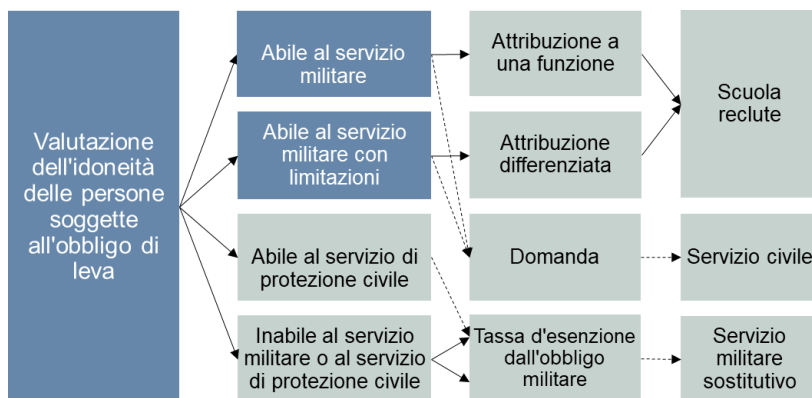 Valutazione
dell'idoneità
delle persone
soggette
all'obbligo di
leva
Abile al servizio
militare
Abile al servizio
militare con
limitazioni
Abile al servizio di
protezione civile
Inabile al servizio
militare o al servizio
di protezione civile
Attribuzione a
una funzione
Attribuzione
differenziata
Domanda
Tassa d'esenzione
dall'obbligo
militare
Scuola
reclute
Servizio civile
Servizio
militare
sostitutivo